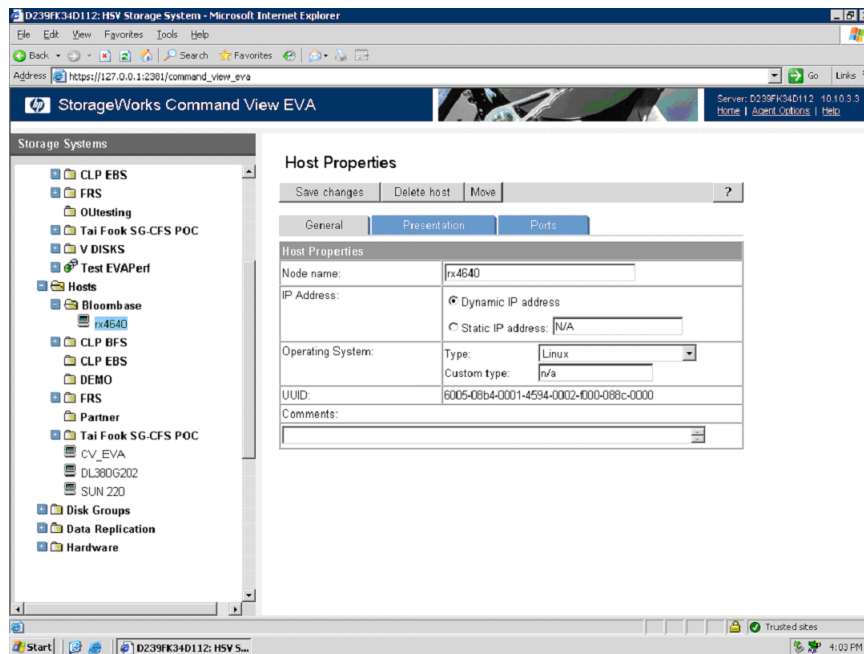 D239FK34D112: HSV Storage System - Microsoft Internet Explorer
File Edit View Favorites Tools Help
Back Search Favorites
Address https://127.0.0.1:2381/command_view_eva Go Links
hp StorageWorks Command View EVA
Server: D239FK34D112 10.10.3.3
Home | Agent Options | Help
Storage Systems
CLP EBS
FRS
OUtesting
Tai Fook SG-CFS POC
V DISKS
Test EVAPerf
Hosts
Bloombase
rx4640
CLP BFS
CLP EBS
DEMO
FRS
Partner
Tai Fook SG-CFS POC
CV_EVA
DL380G202
SUN 220
Disk Groups
Data Replication
Hardware
Host Properties
Save changes Delete host Move ?
General Presentation Ports
Host Properties
Node name: rx4640
IP Address: Dynamic IP address
Static IP address: N/A
Operating System: Type: Linux
Custom type: n/a
UUID: 6005-08b4-0001-4594-0002-f000-088c-0000
Comments:
Trusted sites
Start D239FK34D112: HSV S... 4:03 PM